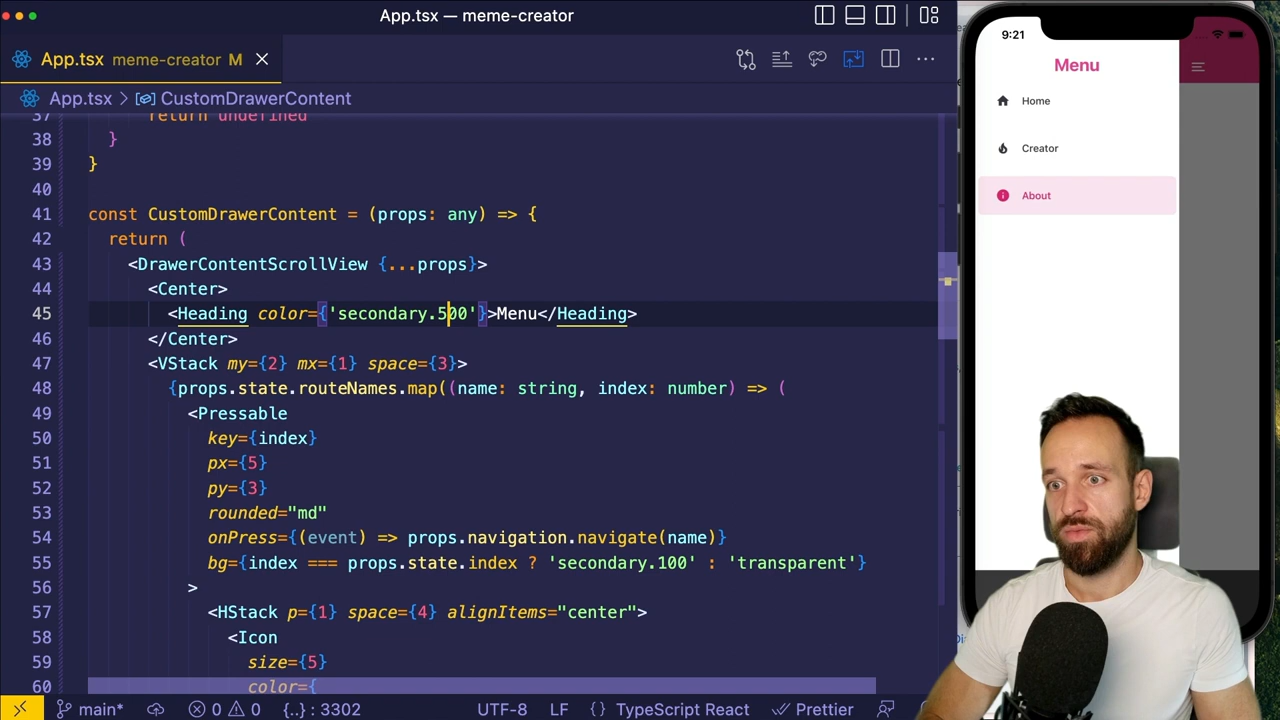 App.tsx — meme-creator
App.tsx meme-creator M
App.tsx > CustomDrawerContent
37 return undefined
38 }
39 }
40
41 const CustomDrawerContent = (props: any) => {
42 return (
43 <DrawerContentScrollView {...props}>
44 <Center>
45 <Heading color={'secondary.500'}>Menu</Heading>
46 </Center>
47 <VStack my={2} mx={1} space={3}>
48 {props.state.routeNames.map((name: string, index: number) => (
49 <Pressable
50 key={index}
51 px={5}
52 py={3}
53 rounded="md"
54 onPress={(event) => props.navigation.navigate(name)}
55 bg={index === props.state.index ? 'secondary.100' : 'transparent'}
56 >
57 <HStack p={1} space={4} alignItems="center">
58 <Icon
59 size={5}
60 color={
main* 0 0 {..} : 3302 UTF-8 LF {} TypeScript React Prettier
9:21
Menu
Home
Creator
About